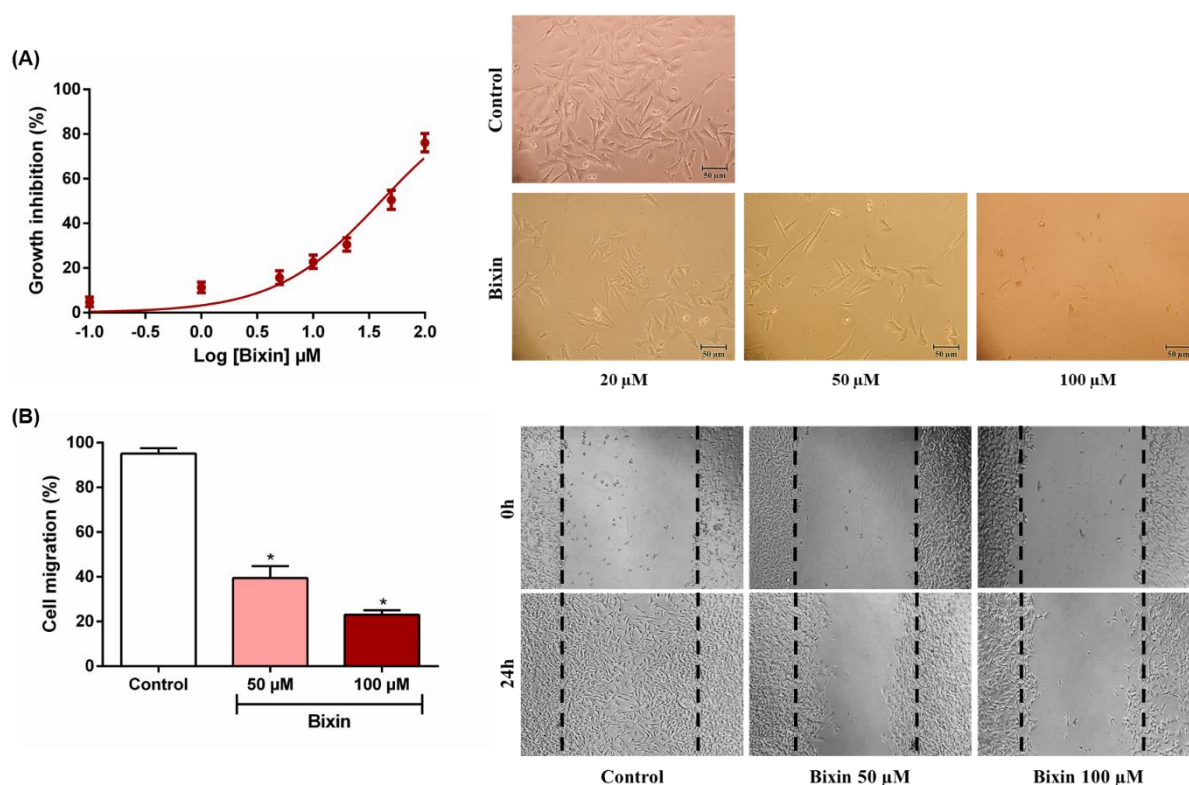 (A)
Growth inhibition (%)
100
80
60
40
20
0
-1.0 -0.5 0.0 0.5 1.0 1.5 2.0
Log [Bixin] µM
Control
50 µm
Bixin
50 µm 50 µm 50 µm
20 µM 50 µM 100 µM
(B)
Cell migration (%)
100
80
60
40
20
0
* *
Control 50 µM 100 µM
Bixin
0h
24h
Control Bixin 50 µM Bixin 100 µM